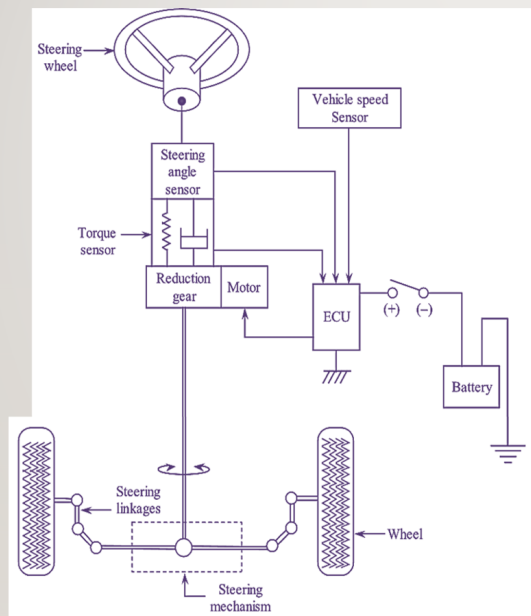 Steering
wheel
Vehicle speed
Sensor
Steering
angle
sensor
Torque
sensor
Reduction
gear
Motor
ECU
(+) (−)
Battery
Steering
linkages
Wheel
Steering
mechanism